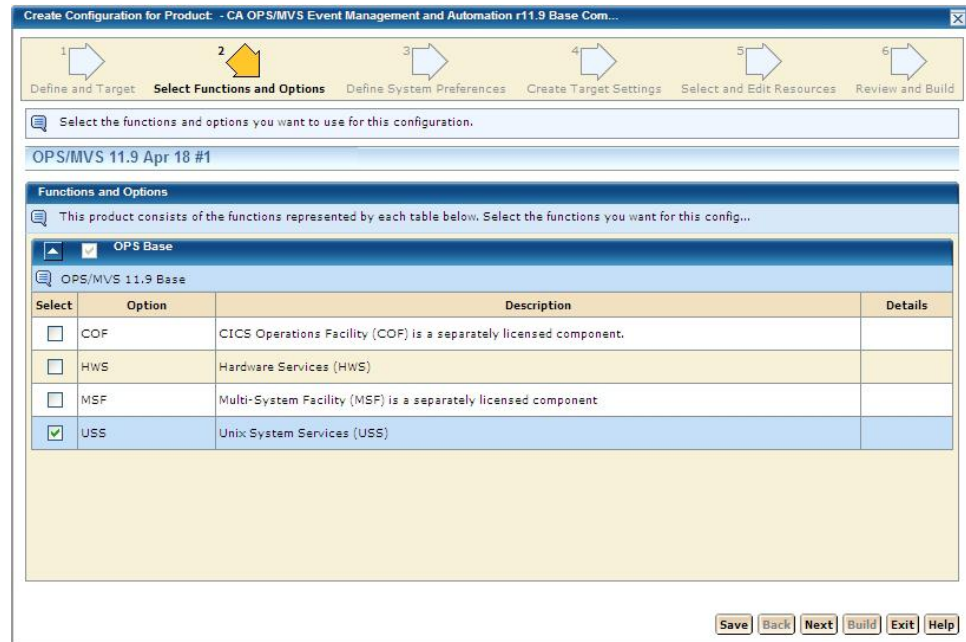 Create Configuration for Product: - CA OPS/MVS Event Management and Automation r11.9 Base Com...
1 2 3 4 5 6
Define and Target Select Functions and Options Define System Preferences Create Target Settings Select and Edit Resources Review and Build
Select the functions and options you want to use for this configuration.
OPS/MVS 11.9 Apr 18 #1
Functions and Options
This product consists of the functions represented by each table below. Select the functions you want for this config...
OPS Base
OPS/MVS 11.9 Base
Select Option Description Details
COF CICS Operations Facility (COF) is a separately licensed component.
HWS Hardware Services (HWS)
MSF Multi-System Facility (MSF) is a separately licensed component
USS Unix System Services (USS)
Save Back Next Build Exit Help